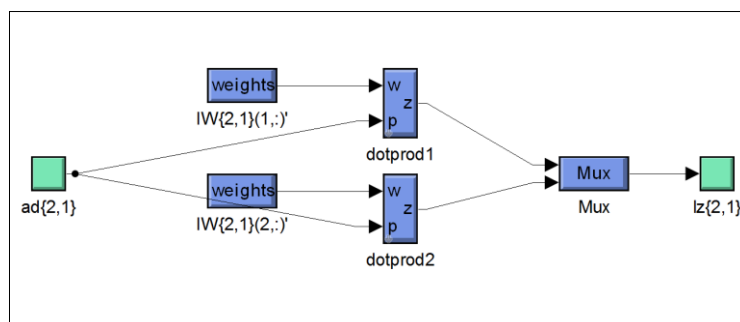 weights
IW{2,1}(1,:)'
w
z
p
dotprod1
ad{2,1}
weights
IW{2,1}(2,:)'
w
z
p
dotprod2
Mux
Mux
lz{2,1}